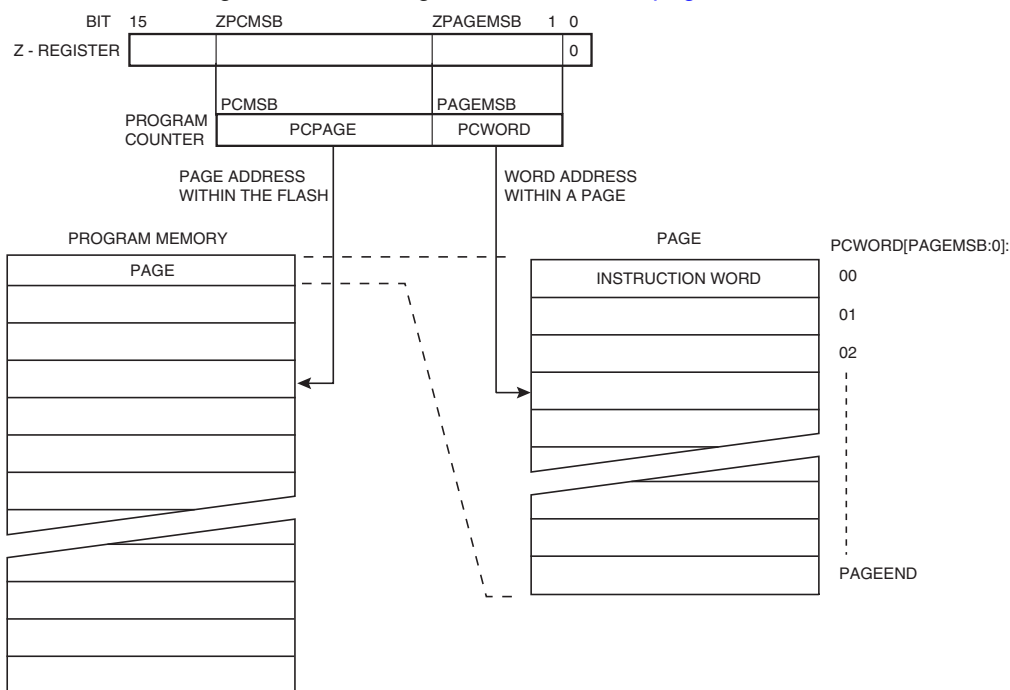 BIT 15 ZPCMSB ZPAGEMSB 1 0
Z - REGISTER 0
PCMSB PAGEMSB
PROGRAM
COUNTER
PCPAGE PCWORD
PAGE ADDRESS
WITHIN THE FLASH
WORD ADDRESS
WITHIN A PAGE
PROGRAM MEMORY
PAGE
PAGE
PCWORD[PAGEMSB:0]:
INSTRUCTION WORD 00
01
02
PAGEEND